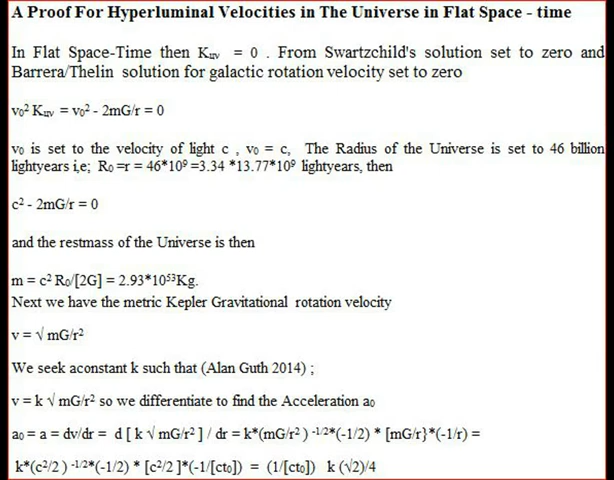 A Proof For Hyperluminal Velocities in The Universe in Flat Space - time
In Flat Space-Time then Kuv = 0 . From Swartzchild's solution set to zero and
Barrera/Thelin solution for galactic rotation velocity set to zero
v0² Kuv = v0² - 2mG/r = 0
v0 is set to the velocity of light c , v0 = c, The Radius of the Universe is set to 46 billion
lightyears i,e; R0 =r = 46*10⁹ =3.34 *13.77*10⁹ lightyears, then
c² - 2mG/r = 0
and the restmass of the Universe is then
m = c² R0/[2G] = 2.93*10⁵³Kg.
Next we have the metric Kepler Gravitational rotation velocity
v = √ mG/r²
We seek aconstant k such that (Alan Guth 2014) ;
v = k √ mG/r² so we differentiate to find the Acceleration a0
a0 = a = dv/dr = d [ k √ mG/r² ] / dr = k*(mG/r² ) ⁻¹/²*(-1/2) * [mG/r}*(-1/r) =
k*(c²/2 ) ⁻¹/²*(-1/2) * [c²/2 ]*(-1/[ct0]) = (1/[ct0]) k (√2)/4